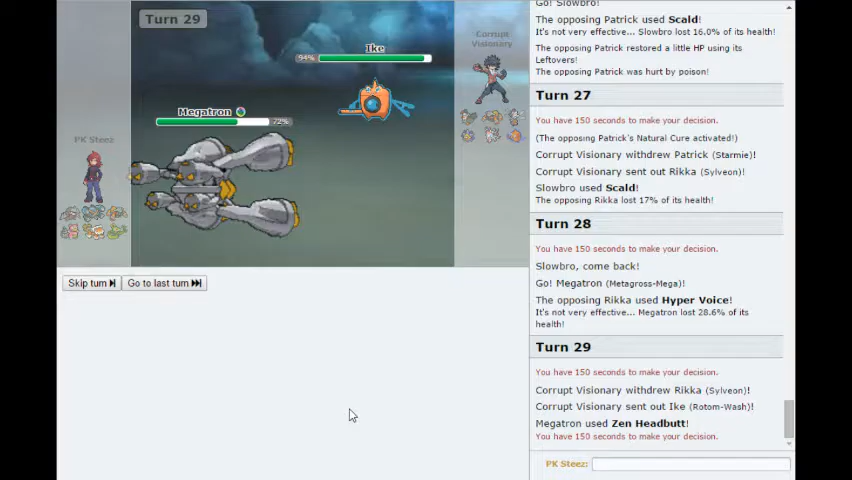 Turn 29
Ike
94%
Megatron
72%
PK Steez
Corrupt
Visionary
Skip turn
Go to last turn
Go! Slowbro!
The opposing Patrick used Scald!
It's not very effective... Slowbro lost 16.0% of its health!
The opposing Patrick restored a little HP using its
Leftovers!
The opposing Patrick was hurt by poison!
Turn 27
You have 150 seconds to make your decision.
(The opposing Patrick's Natural Cure activated!)
Corrupt Visionary withdrew Patrick (Starmie)!
Corrupt Visionary sent out Rikka (Sylveon)!
Slowbro used Scald!
The opposing Rikka lost 17% of its health!
Turn 28
You have 150 seconds to make your decision.
Slowbro, come back!
Go! Megatron (Metagross-Mega)!
The opposing Rikka used Hyper Voice!
It's not very effective... Megatron lost 28.6% of its
health!
Turn 29
You have 150 seconds to make your decision.
Corrupt Visionary withdrew Rikka (Sylveon)!
Corrupt Visionary sent out Ike (Rotom-Wash)!
Megatron used Zen Headbutt!
You have 150 seconds to make your decision.
PK Steez: